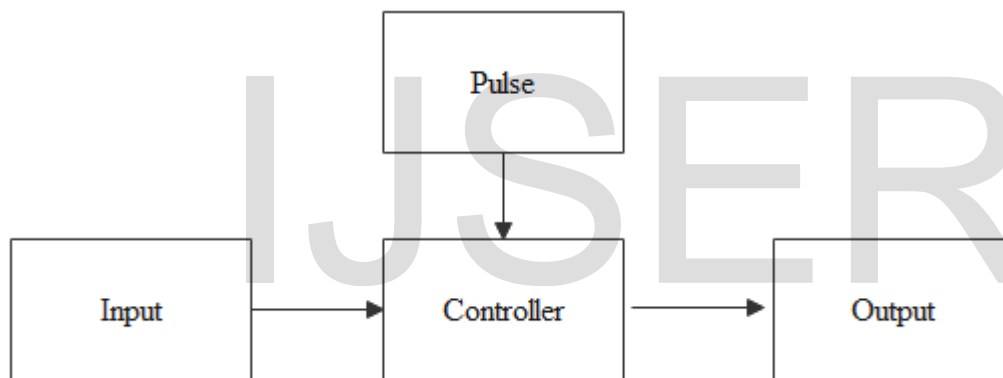 Pulse
IJSER
Input
Controller
Output